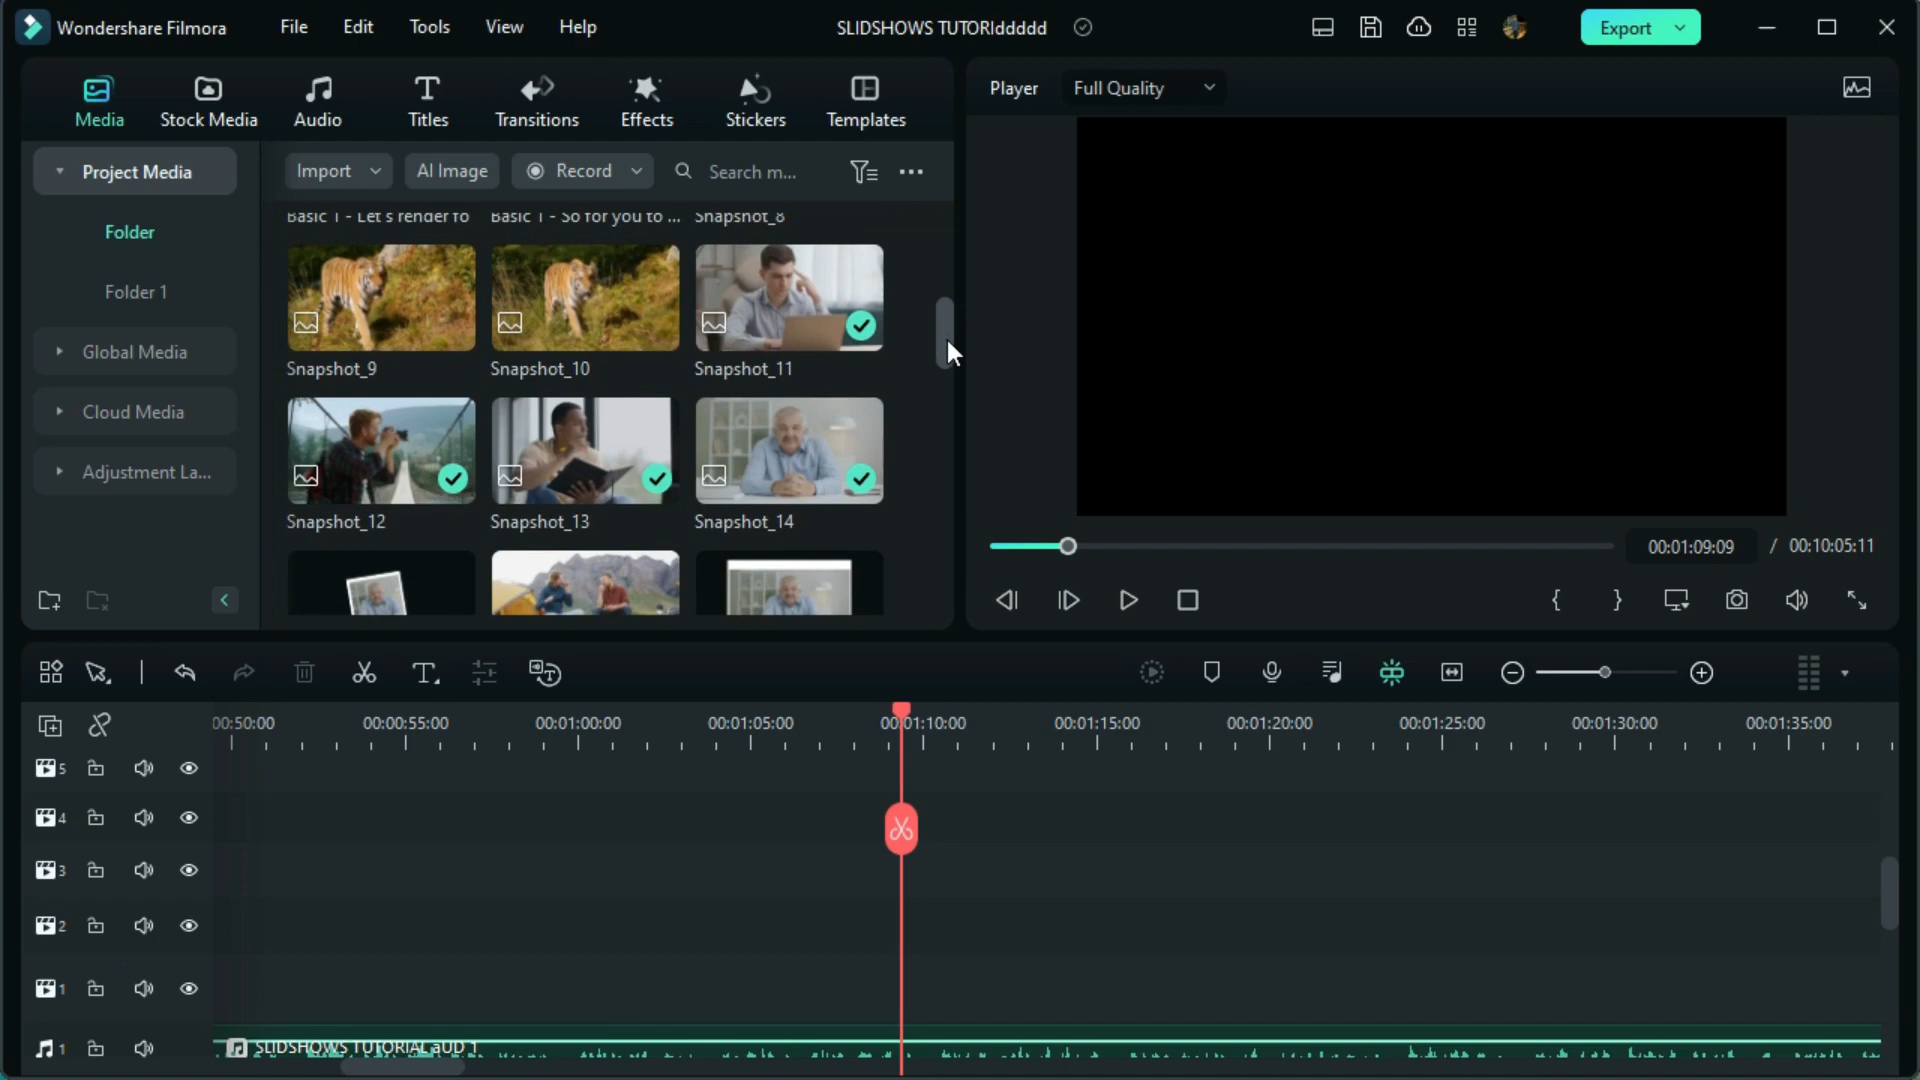 Wondershare Filmora File Edit Tools View Help SLIDSHOWS TUTORIddddd Export
Media Stock Media Audio Titles Transitions Effects Stickers Templates
Player Full Quality
Project Media
Import AI Image Record Search m...
Folder
Folder 1
Global Media
Cloud Media
Adjustment La...
Basic 1 - Let's render fo Basic 1 - So for you to ... Snapshot_8
Snapshot_9 Snapshot_10 Snapshot_11
Snapshot_12 Snapshot_13 Snapshot_14
00:01:09:09 / 00:10:05:11
00:50:00 00:00:55:00 00:01:00:00 00:01:05:00 00:01:10:00 00:01:15:00 00:01:20:00 00:01:25:00 00:01:30:00 00:01:35:00
5
4
3
2
1
1 SLIDSHOWS TUTORIAL aUD 1